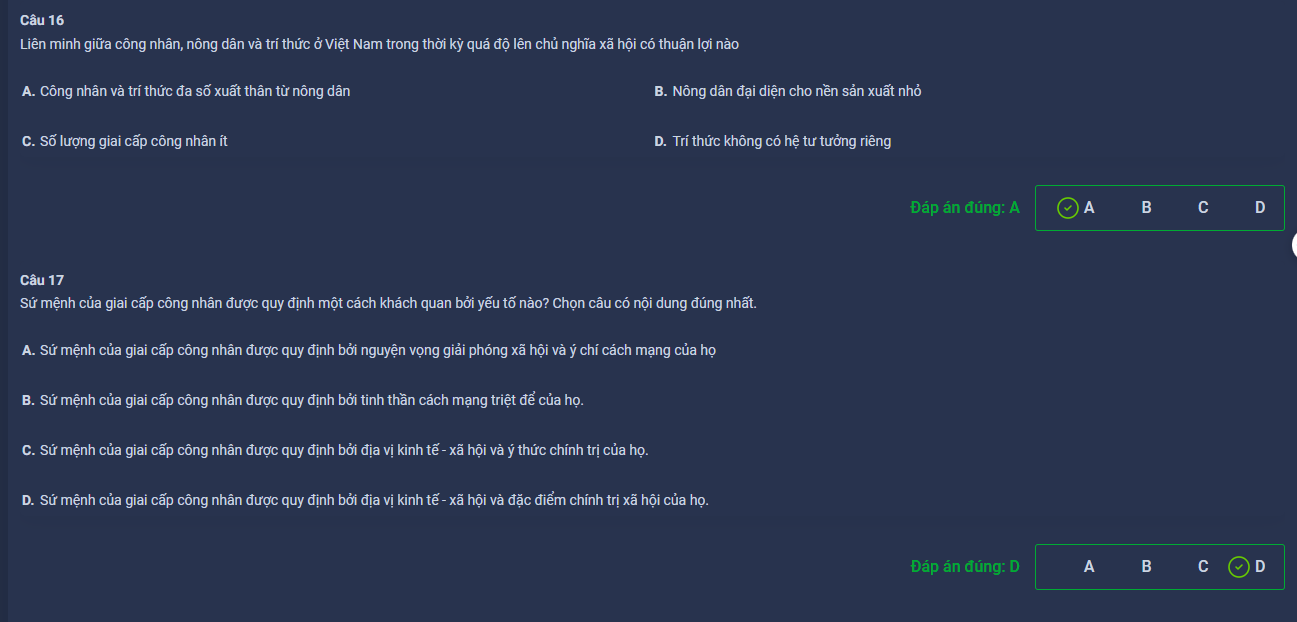 Câu 16
Liên minh giữa công nhân, nông dân và trí thức ở Việt Nam trong thời kỳ quá độ lên chủ nghĩa xã hội có thuận lợi nào
A. Công nhân và trí thức đa số xuất thân từ nông dân
B. Nông dân đại diện cho nền sản xuất nhỏ
C. Số lượng giai cấp công nhân ít
D. Trí thức không có hệ tư tưởng riêng
Đáp án đúng: A
A B C D
Câu 17
Sứ mệnh của giai cấp công nhân được quy định một cách khách quan bởi yếu tố nào? Chọn câu có nội dung đúng nhất.
A. Sứ mệnh của giai cấp công nhân được quy định bởi nguyện vọng giải phóng xã hội và ý chí cách mạng của họ
B. Sứ mệnh của giai cấp công nhân được quy định bởi tinh thần cách mạng triệt để của họ.
C. Sứ mệnh của giai cấp công nhân được quy định bởi địa vị kinh tế - xã hội và ý thức chính trị của họ.
D. Sứ mệnh của giai cấp công nhân được quy định bởi địa vị kinh tế - xã hội và đặc điểm chính trị xã hội của họ.
Đáp án đúng: D
A B C D